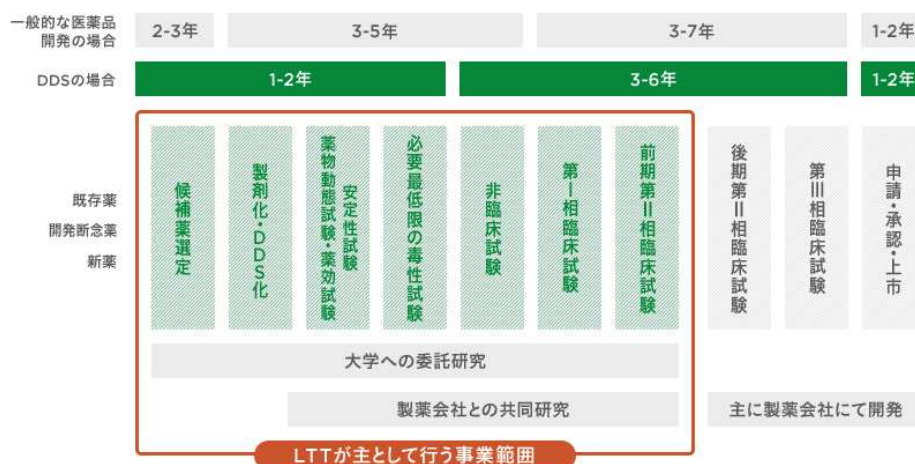 一般的な医薬品
開発の場合
2-3年
3-5年
3-7年
1-2年
DDSの場合
1-2年
3-6年
1-2年
既存薬
開発断念薬
新薬
候補薬選定
製剤化・DDS化
安定性試験
薬物動態試験・薬効試験
必要最低限の毒性試験
非臨床試験
第Ⅰ相臨床試験
前期第Ⅱ相臨床試験
後期第Ⅱ相臨床試験
第Ⅲ相臨床試験
申請・承認・上市
大学への委託研究
製薬会社との共同研究
主に製薬会社にて開発
LTTが主として行う事業範囲